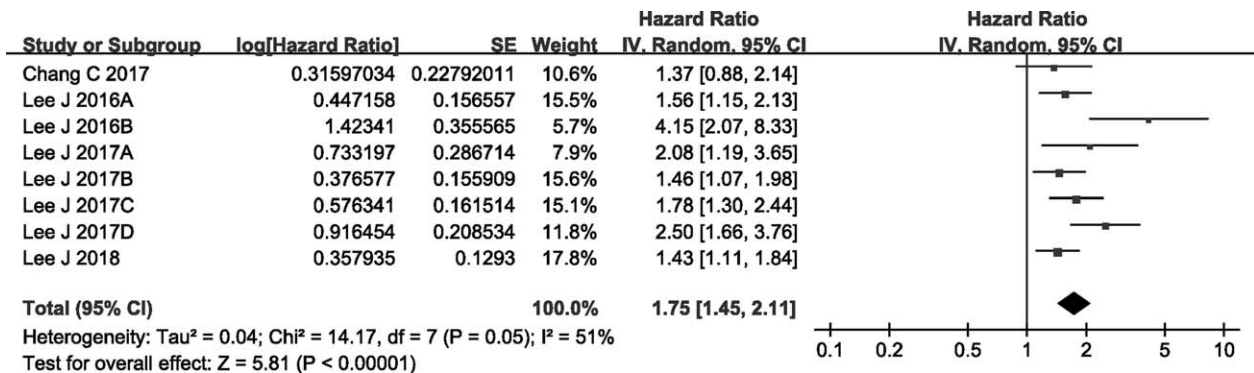 Hazard Ratio Hazard Ratio
Study or Subgroup log[Hazard Ratio] SE Weight IV, Random, 95% CI IV, Random, 95% CI
Chang C 2017 0.31597034 0.22792011 10.6% 1.37 [0.88, 2.14]
Lee J 2016A 0.447158 0.156557 15.5% 1.56 [1.15, 2.13]
Lee J 2016B 1.42341 0.355565 5.7% 4.15 [2.07, 8.33]
Lee J 2017A 0.733197 0.286714 7.9% 2.08 [1.19, 3.65]
Lee J 2017B 0.376577 0.155909 15.6% 1.46 [1.07, 1.98]
Lee J 2017C 0.576341 0.161514 15.1% 1.78 [1.30, 2.44]
Lee J 2017D 0.916454 0.208534 11.8% 2.50 [1.66, 3.76]
Lee J 2018 0.357935 0.1293 17.8% 1.43 [1.11, 1.84]
Total (95% CI) 100.0% 1.75 [1.45, 2.11]
Heterogeneity: Tau² = 0.04; Chi² = 14.17, df = 7 (P = 0.05); I² = 51%
Test for overall effect: Z = 5.81 (P < 0.00001)
0.1 0.2 0.5 1 2 5 10